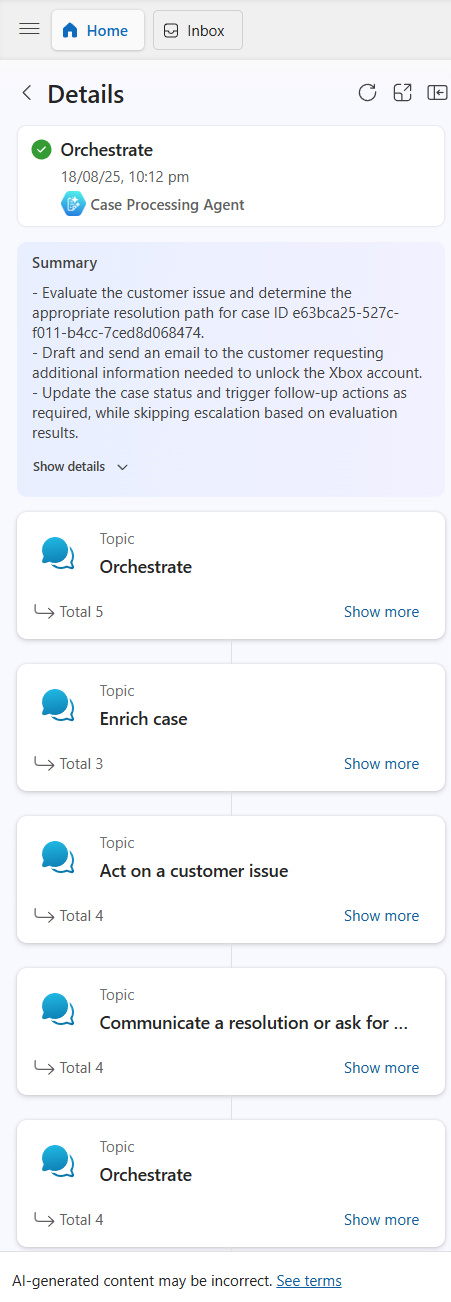 Home
Inbox
Details
Orchestrate
18/08/25, 10:12 pm
Case Processing Agent
Summary
- Evaluate the customer issue and determine the
appropriate resolution path for case ID e63bca25-527c-
f011-b4cc-7ced8d068474.
- Draft and send an email to the customer requesting
additional information needed to unlock the Xbox account.
- Update the case status and trigger follow-up actions as
required, while skipping escalation based on evaluation
results.
Show details
Topic
Orchestrate
Total 5
Show more
Topic
Enrich case
Total 3
Show more
Topic
Act on a customer issue
Total 4
Show more
Topic
Communicate a resolution or ask for ...
Total 4
Show more
Topic
Orchestrate
Total 4
Show more
AI-generated content may be incorrect. See terms